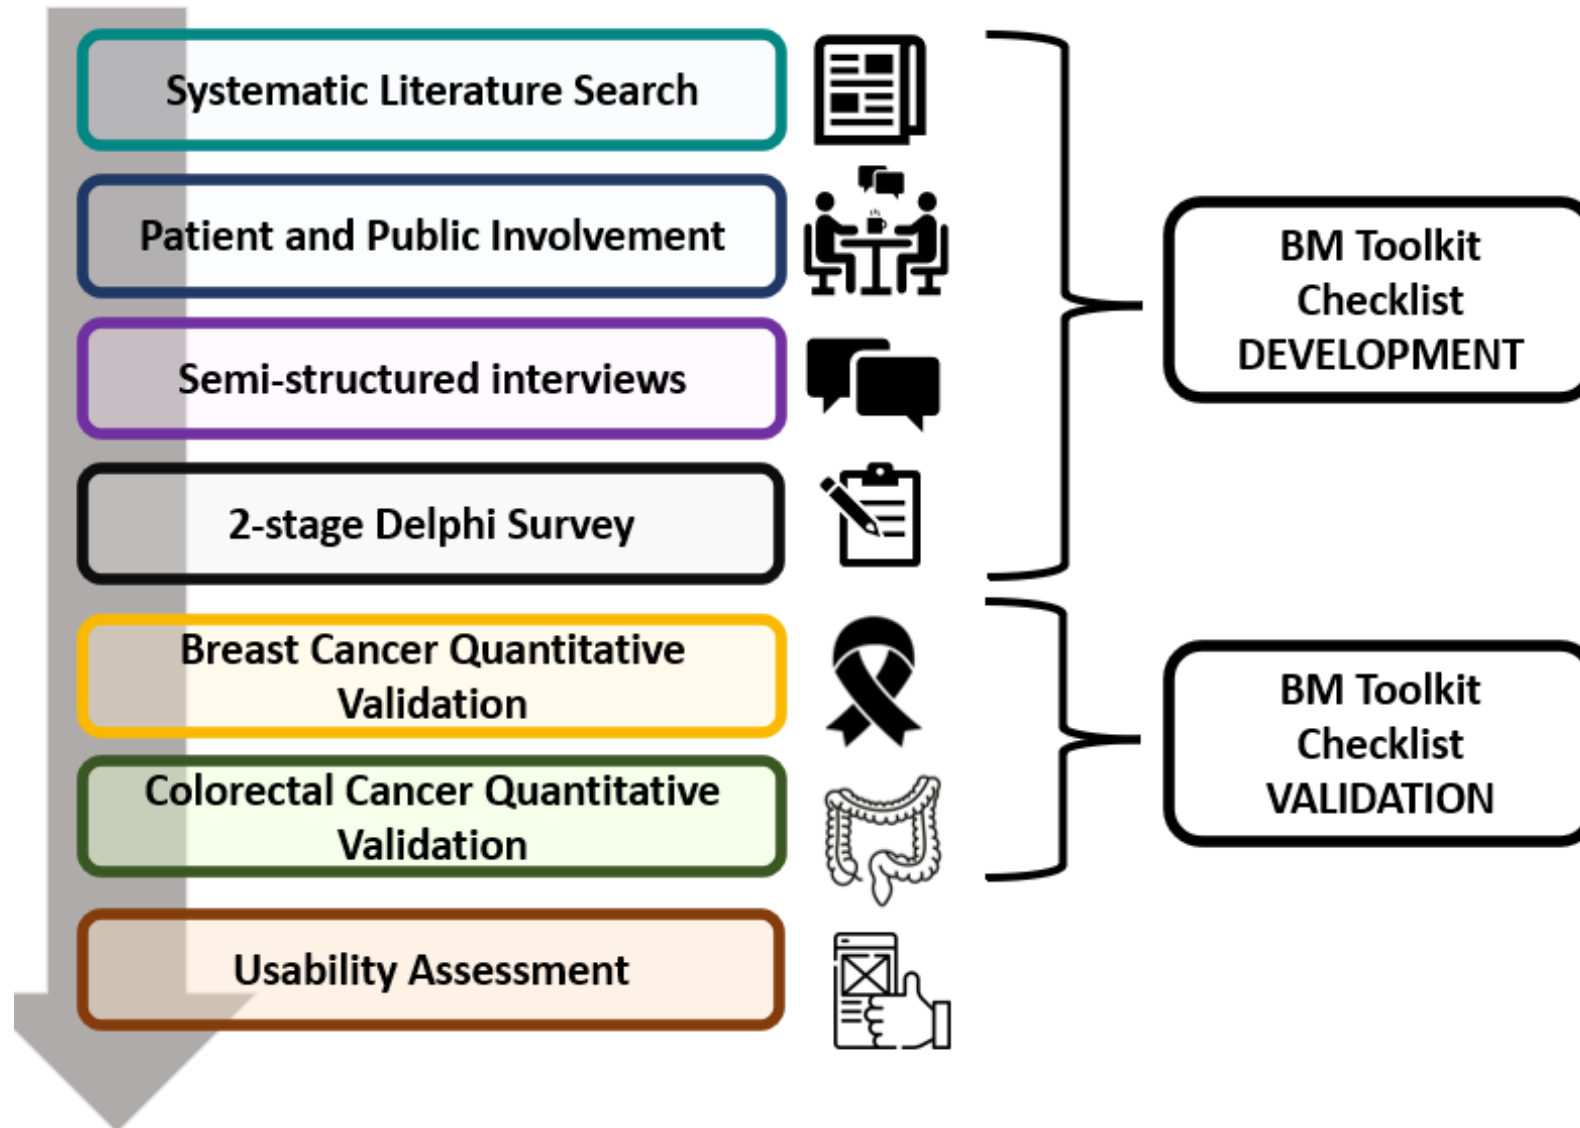 Systematic Literature Search
Patient and Public Involvement
Semi-structured interviews
2-stage Delphi Survey
Breast Cancer Quantitative
Validation
Colorectal Cancer Quantitative
Validation
Usability Assessment
BM Toolkit
Checklist
DEVELOPMENT
BM Toolkit
Checklist
VALIDATION